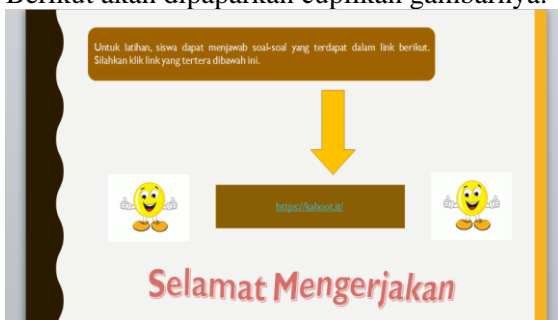 Berikut akan dipaparkan cuplikan gambarnya.
Untuk latihan, siswa dapat menjawab soal-soal yang terdapat dalam link berikut.
Silahkan klik link yang tertera dibawah ini.
https://kahoot.it/
Selamat Mengerjakan